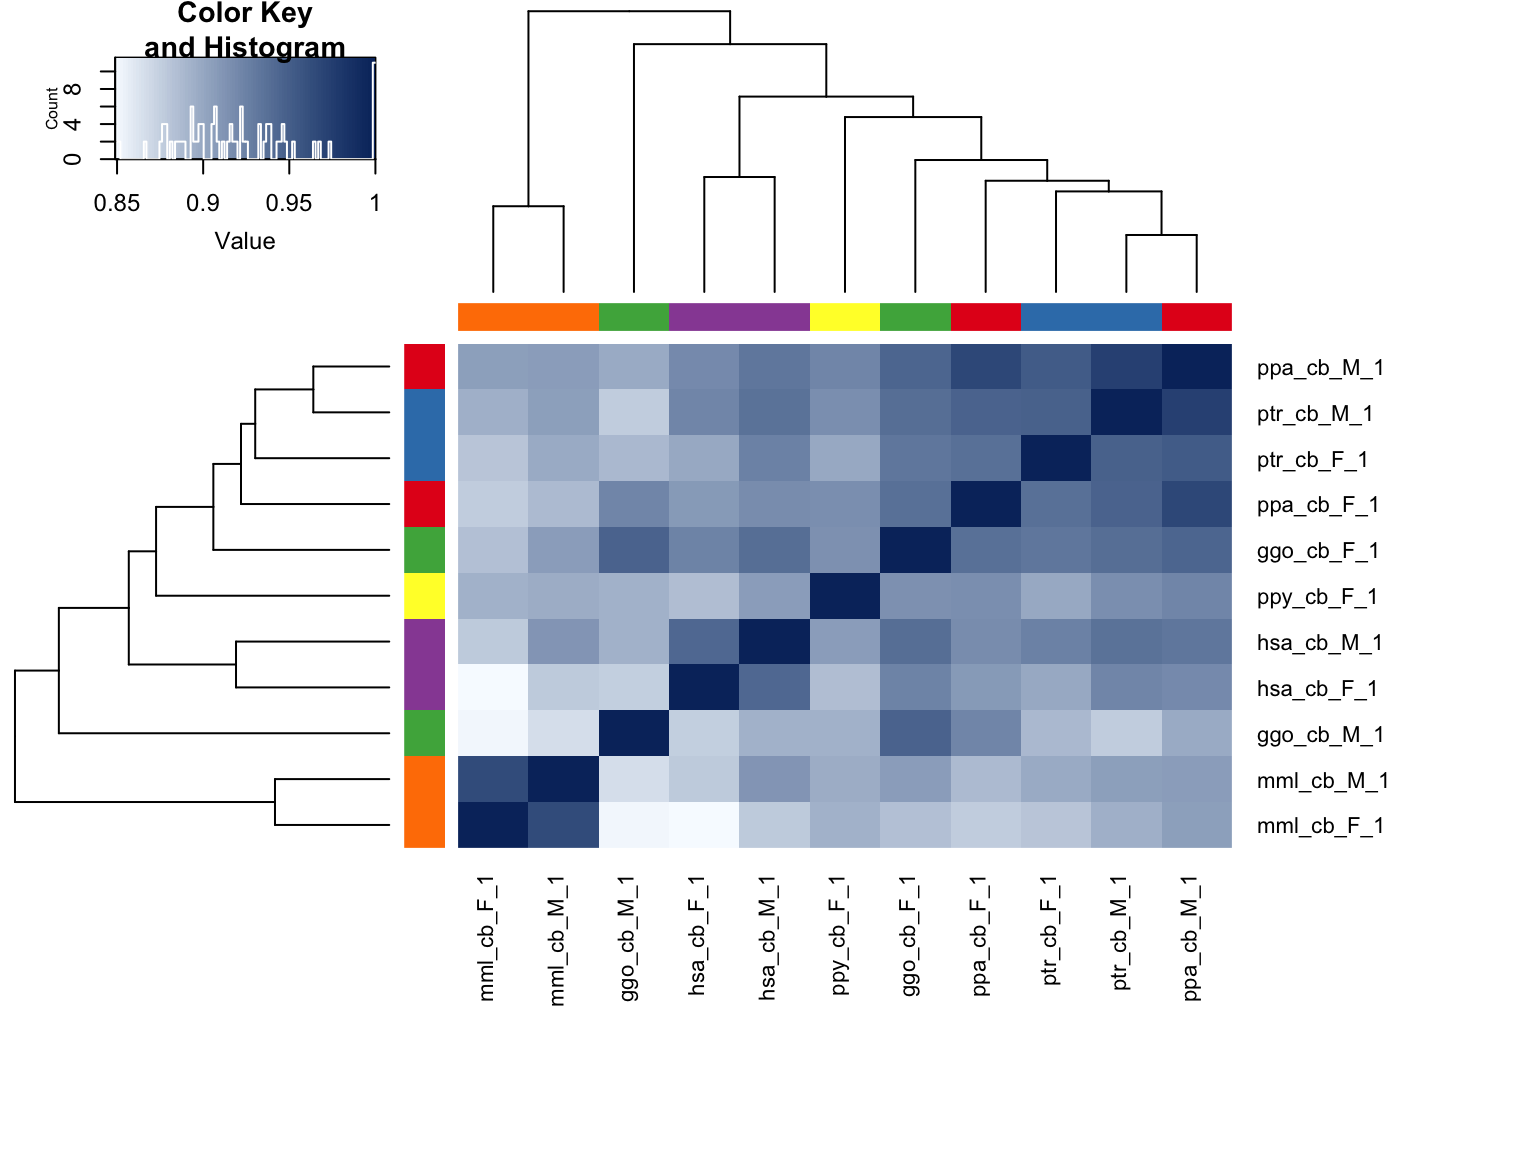 Color Key
and Histogram
Count
0 4 8
0.85 0.9 0.95 1
Value
ppa_cb_M_1
ptr_cb_M_1
ptr_cb_F_1
ppa_cb_F_1
ggo_cb_F_1
ppy_cb_F_1
hsa_cb_M_1
hsa_cb_F_1
ggo_cb_M_1
mml_cb_M_1
mml_cb_F_1
mml_cb_F_1
mml_cb_M_1
ggo_cb_M_1
hsa_cb_F_1
hsa_cb_M_1
ppy_cb_F_1
ggo_cb_F_1
ppa_cb_F_1
ptr_cb_F_1
ptr_cb_M_1
ppa_cb_M_1